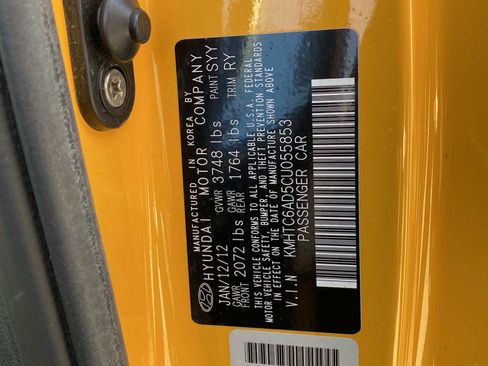 MANUFACTURED IN KOREA BY
HYUNDAI MOTOR COMPANY
JAN/12/12 GVWR 3748 lbs PAINT SYY
GAWR FRONT 2072 lbs GAWR REAR 1764 lbs TRIM RY
THIS VEHICLE CONFORMS TO ALL APPLICABLE U.S.A. FEDERAL
MOTOR VEHICLE SAFETY, BUMPER, AND THEFT PREVENTION STANDARDS
IN EFFECT ON THE DATE OF MANUFACTURE SHOWN ABOVE
V.I.N KMHTC6AD5CU055853
PASSENGER CAR